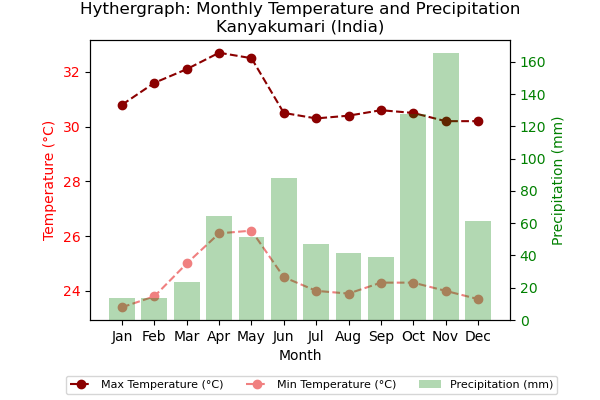 Hythergraph: Monthly Temperature and Precipitation
Kanyakumari (India)
Temperature (°C)
32
30
28
26
24
160
140
120
100
80
60
40
20
0
Precipitation (mm)
Jan Feb Mar Apr May Jun Jul Aug Sep Oct Nov Dec
Month
Max Temperature (°C) Min Temperature (°C) Precipitation (mm)